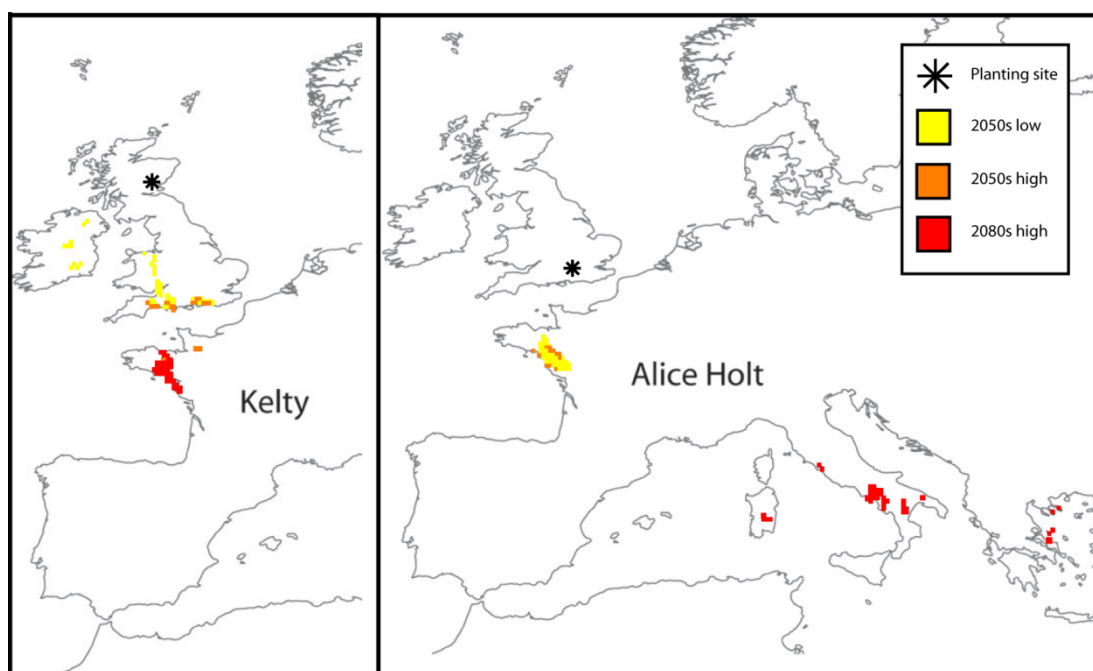 Planting site
2050s low
2050s high
2080s high
Kelty
Alice Holt